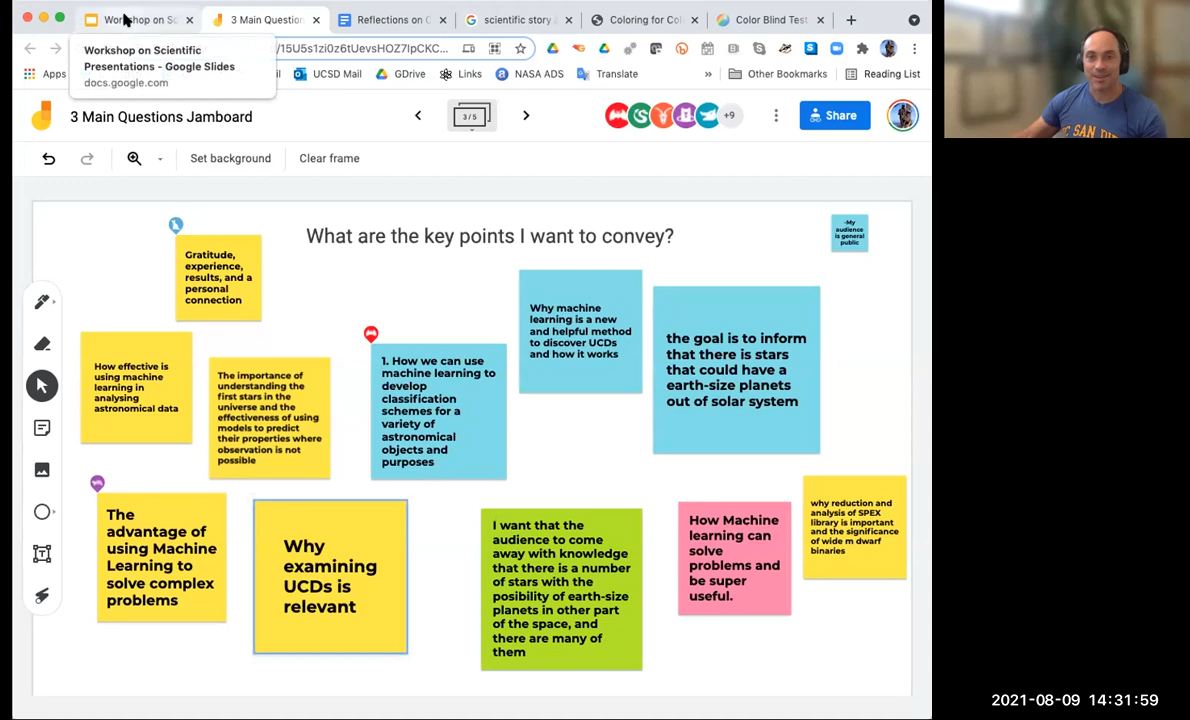 Workshop on Sc
3 Main Question
Reflections on C
scientific story a
Coloring for Col
Color Blind Test
Workshop on Scientific
Presentations - Google Slides
docs.google.com
/15U5s1zi0z6tUevsHOZ7IpCKC...
Apps
UCSD Mail
GDrive
Links
NASA ADS
Translate
Other Bookmarks
Reading List
3 Main Questions Jamboard
3/5
+9
Share
Set background
Clear frame
What are the key points I want to convey?
-My
audience
is general
public
Gratitude,
experience,
results, and a
personal
connection
How effective is
using machine
learning in
analysing
astronomical data
The importance of
understanding the
first stars in the
universe and the
effectiveness of using
models to predict
their properties where
observation is not
possible
1. How we can use
machine learning to
develop
classification
schemes for a
variety of
astronomical
objects and
purposes
Why machine
learning is a new
and helpful method
to discover UCDs
and how it works
the goal is to inform
that there is stars
that could have a
earth-size planets
out of solar system
The
advantage of
using Machine
Learning to
solve complex
problems
Why
examining
UCDs is
relevant
I want that the
audience to come
away with knowledge
that there is a number
of stars with the
posibility of earth-size
planets in other part
of the space, and
there are many of
them
How Machine
learning can
solve
problems and
be super
useful.
why reduction and
analysis of SPEX
library is important
and the significance
of wide m dwarf
binaries
UC SAN DI
2021-08-09 14:31:59